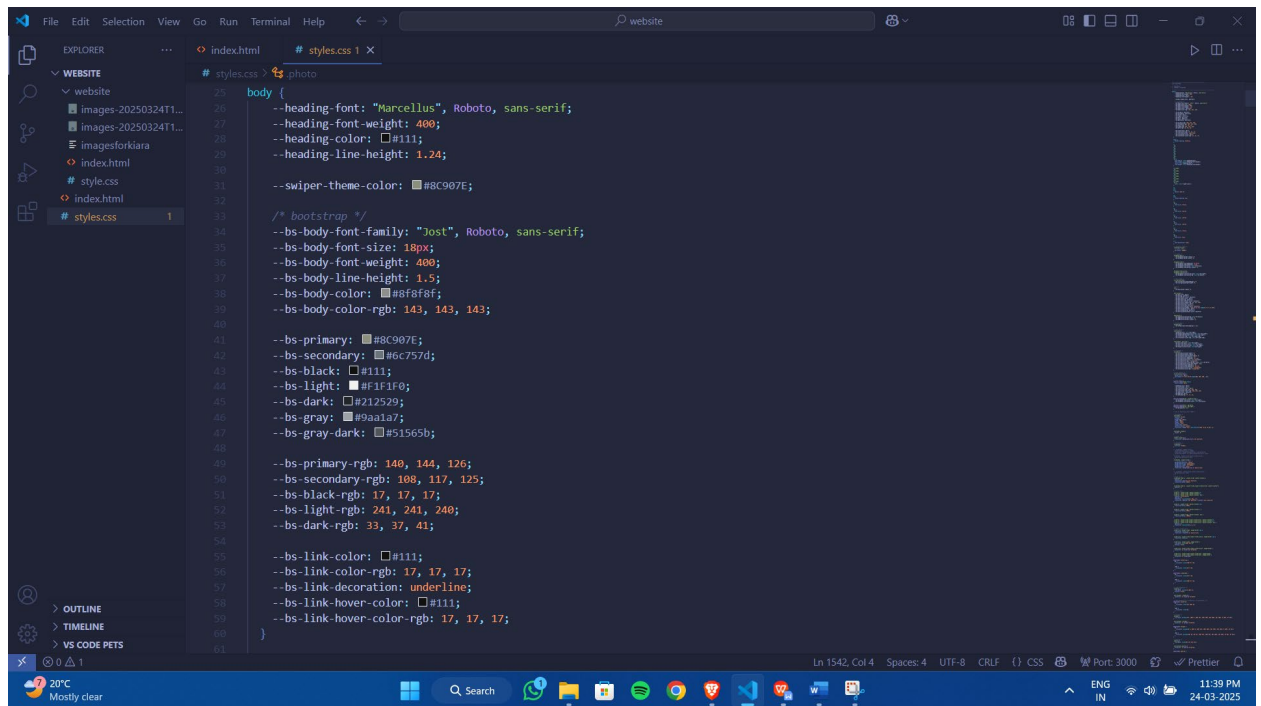 File Edit Selection View Go Run Terminal Help
website
EXPLORER
index.html
# styles.css 1
WEBSITE
# styles.css > .photo
website
images-20250324T1...
images-20250324T1...
imagesforkiara
index.html
# style.css
index.html
# styles.css 1
25 body {
26 --heading-font: "Marcellus", Roboto, sans-serif;
27 --heading-font-weight: 400;
28 --heading-color: #111;
29 --heading-line-height: 1.24;
30
31 --swiper-theme-color: #8C907E;
32
33 /* bootstrap */
34 --bs-body-font-family: "Jost", Roboto, sans-serif;
35 --bs-body-font-size: 18px;
36 --bs-body-font-weight: 400;
37 --bs-body-line-height: 1.5;
38 --bs-body-color: #8f8f8f;
39 --bs-body-color-rgb: 143, 143, 143;
40
41 --bs-primary: #8C907E;
42 --bs-secondary: #6c757d;
43 --bs-black: #111;
44 --bs-light: #F1F1F0;
45 --bs-dark: #212529;
46 --bs-gray: #9aa1a7;
47 --bs-gray-dark: #51565b;
48
49 --bs-primary-rgb: 140, 144, 126;
50 --bs-secondary-rgb: 108, 117, 125;
51 --bs-black-rgb: 17, 17, 17;
52 --bs-light-rgb: 241, 241, 240;
53 --bs-dark-rgb: 33, 37, 41;
54
55 --bs-link-color: #111;
56 --bs-link-color-rgb: 17, 17, 17;
57 --bs-link-decoration: underline;
58 --bs-link-hover-color: #111;
59 --bs-link-hover-color-rgb: 17, 17, 17;
60 }
61
OUTLINE
TIMELINE
VS CODE PETS
0 1
Ln 1542, Col 4 Spaces: 4 UTF-8 CRLF {} CSS Port: 3000 Prettier
7
20°C
Mostly clear
Search
ENG
IN
11:39 PM
24-03-2025